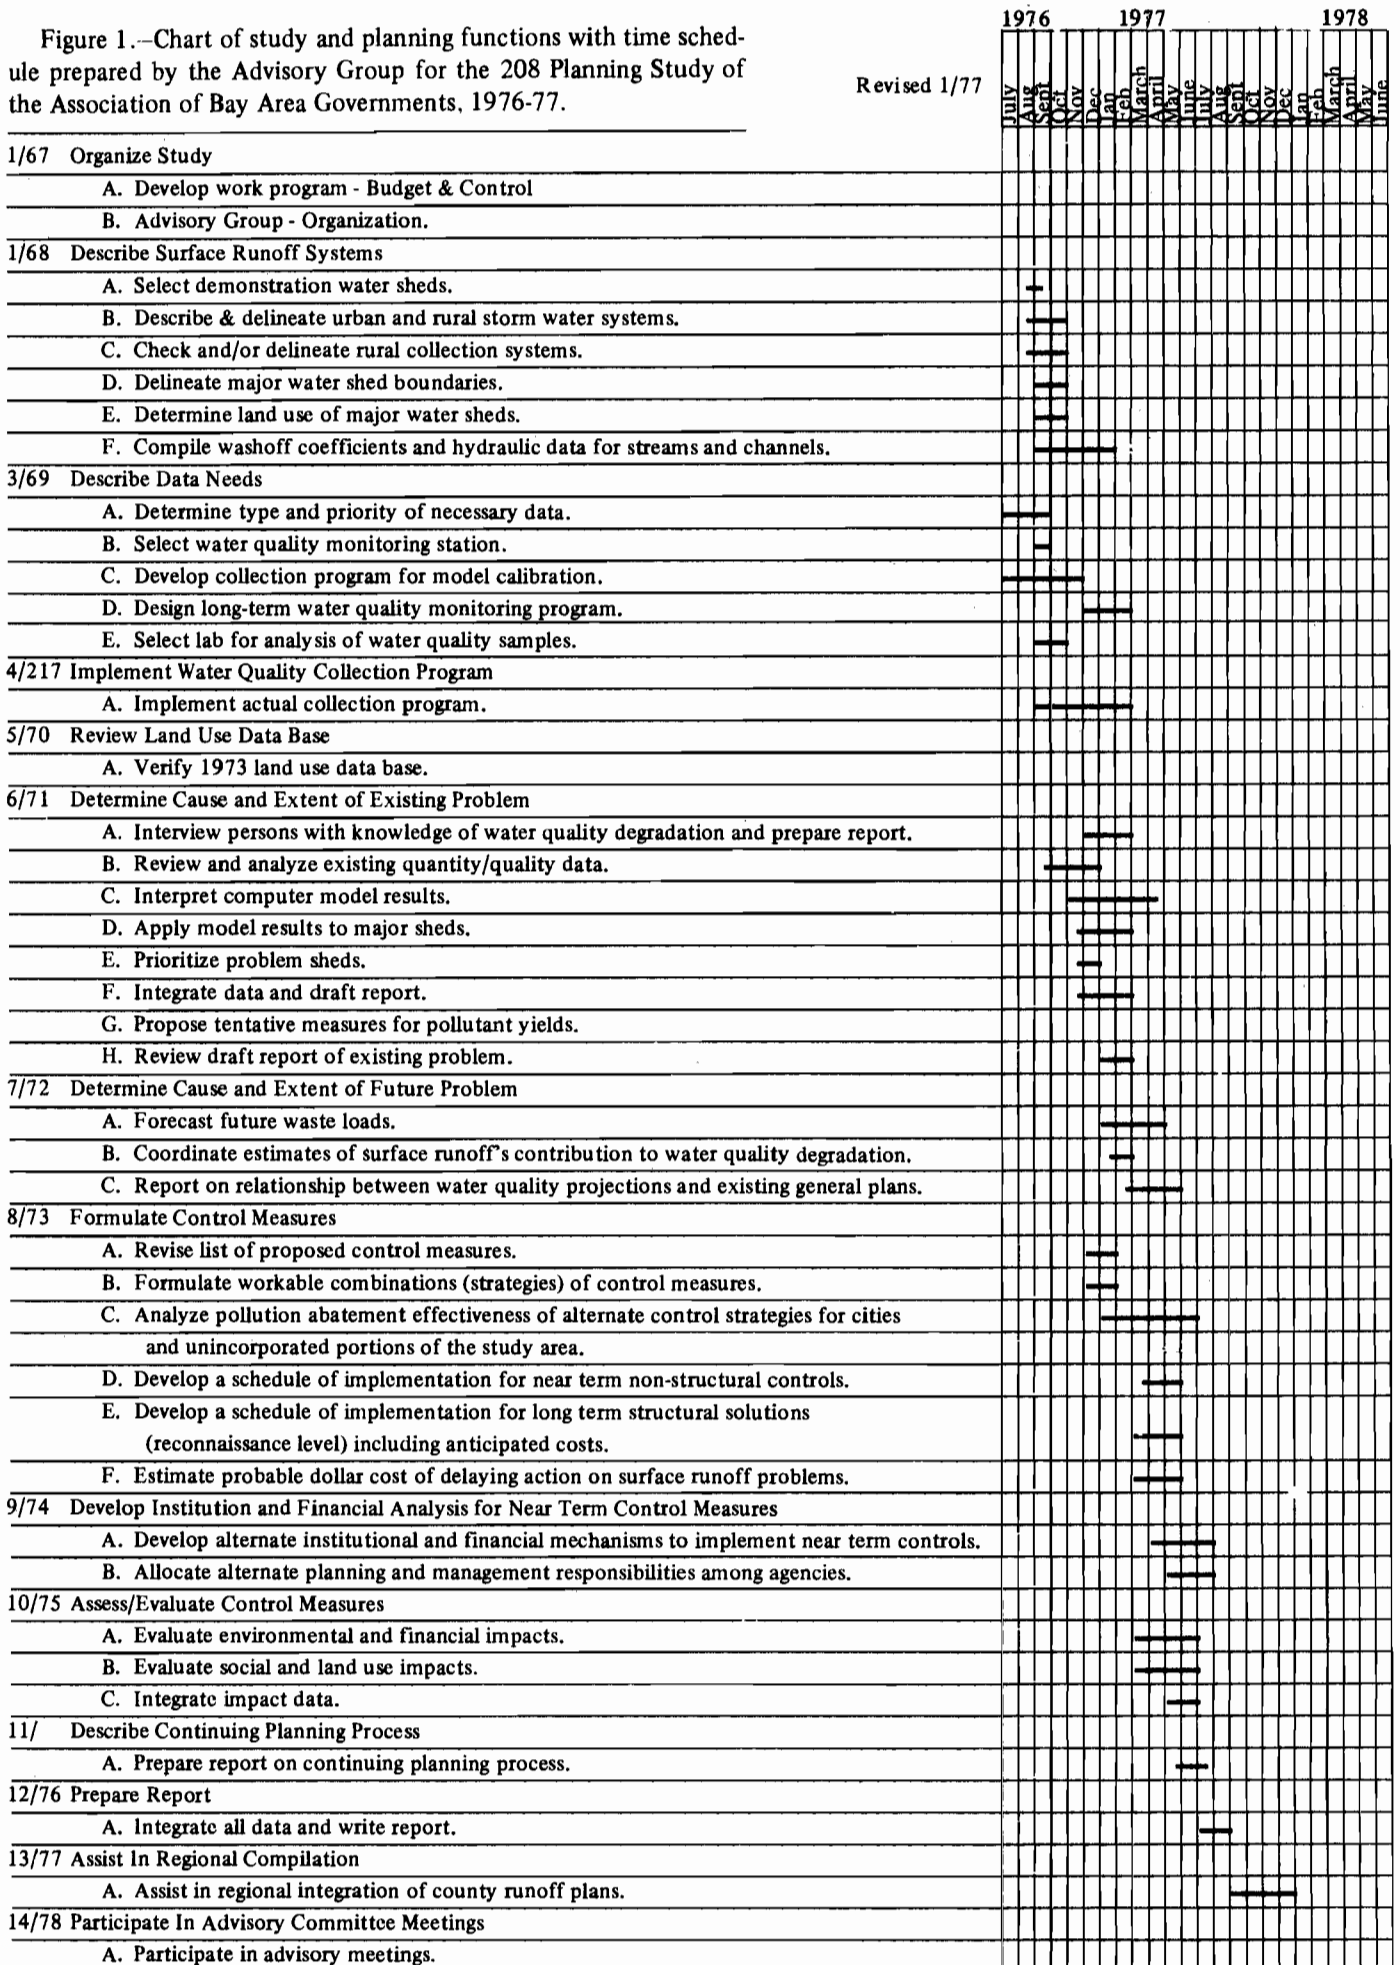 Figure 1.--Chart of study and planning functions with time sched-
ule prepared by the Advisory Group for the 208 Planning Study of
the Association of Bay Area Governments, 1976-77.
Revised 1/77
1976 1977 1978
July Aug Sept Oct Nov Dec Jan Feb March April May June July Aug Sept Oct Nov Dec Jan Feb March April May June
1/67 Organize Study
A. Develop work program - Budget & Control
B. Advisory Group - Organization.
1/68 Describe Surface Runoff Systems
A. Select demonstration water sheds.
B. Describe & delineate urban and rural storm water systems.
C. Check and/or delineate rural collection systems.
D. Delineate major water shed boundaries.
E. Determine land use of major water sheds.
F. Compile washoff coefficients and hydraulic data for streams and channels.
3/69 Describe Data Needs
A. Determine type and priority of necessary data.
B. Select water quality monitoring station.
C. Develop collection program for model calibration.
D. Design long-term water quality monitoring program.
E. Select lab for analysis of water quality samples.
4/217 Implement Water Quality Collection Program
A. Implement actual collection program.
5/70 Review Land Use Data Base
A. Verify 1973 land use data base.
6/71 Determine Cause and Extent of Existing Problem
A. Interview persons with knowledge of water quality degradation and prepare report.
B. Review and analyze existing quantity/quality data.
C. Interpret computer model results.
D. Apply model results to major sheds.
E. Prioritize problem sheds.
F. Integrate data and draft report.
G. Propose tentative measures for pollutant yields.
H. Review draft report of existing problem.
7/72 Determine Cause and Extent of Future Problem
A. Forecast future waste loads.
B. Coordinate estimates of surface runoff's contribution to water quality degradation.
C. Report on relationship between water quality projections and existing general plans.
8/73 Formulate Control Measures
A. Revise list of proposed control measures.
B. Formulate workable combinations (strategies) of control measures.
C. Analyze pollution abatement effectiveness of alternate control strategies for cities
and unincorporated portions of the study area.
D. Develop a schedule of implementation for near term non-structural controls.
E. Develop a schedule of implementation for long term structural solutions
(reconnaissance level) including anticipated costs.
F. Estimate probable dollar cost of delaying action on surface runoff problems.
9/74 Develop Institution and Financial Analysis for Near Term Control Measures
A. Develop alternate institutional and financial mechanisms to implement near term controls.
B. Allocate alternate planning and management responsibilities among agencies.
10/75 Assess/Evaluate Control Measures
A. Evaluate environmental and financial impacts.
B. Evaluate social and land use impacts.
C. Integrate impact data.
11/ Describe Continuing Planning Process
A. Prepare report on continuing planning process.
12/76 Prepare Report
A. Integrate all data and write report.
13/77 Assist In Regional Compilation
A. Assist in regional integration of county runoff plans.
14/78 Participate In Advisory Committee Meetings
A. Participate in advisory meetings.